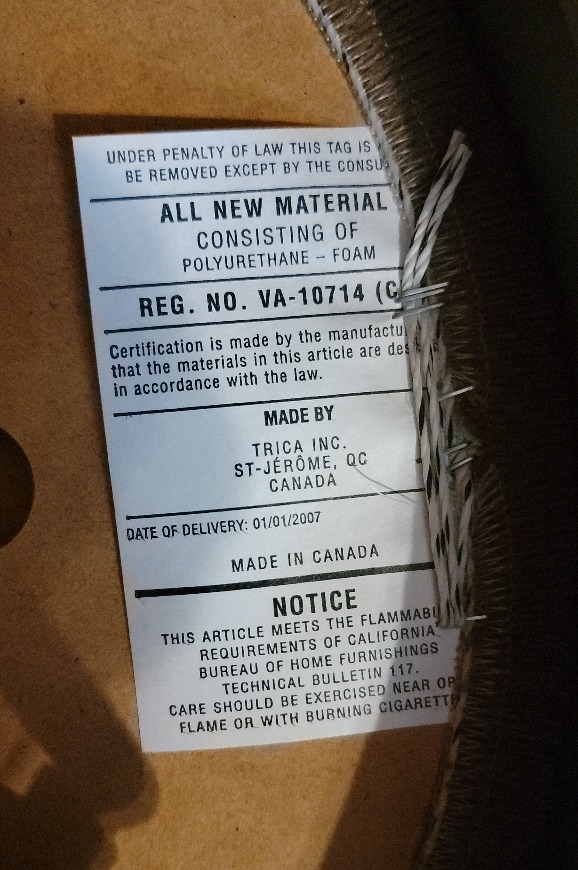 UNDER PENALTY OF LAW THIS TAG IS
BE REMOVED EXCEPT BY THE CONSU
ALL NEW MATERIAL
CONSISTING OF
POLYURETHANE – FOAM
REG. NO. VA-10714 (C
Certification is made by the manufactu
that the materials in this article are des
in accordance with the law.
MADE BY
TRICA INC.
ST-JÉRÔME, QC
CANADA
DATE OF DELIVERY: 01/01/2007
MADE IN CANADA
NOTICE
THIS ARTICLE MEETS THE FLAMMABI
REQUIREMENTS OF CALIFORNIA
BUREAU OF HOME FURNISHINGS
TECHNICAL BULLETIN 117.
CARE SHOULD BE EXERCISED NEAR OP
FLAME OR WITH BURNING CIGARETTE